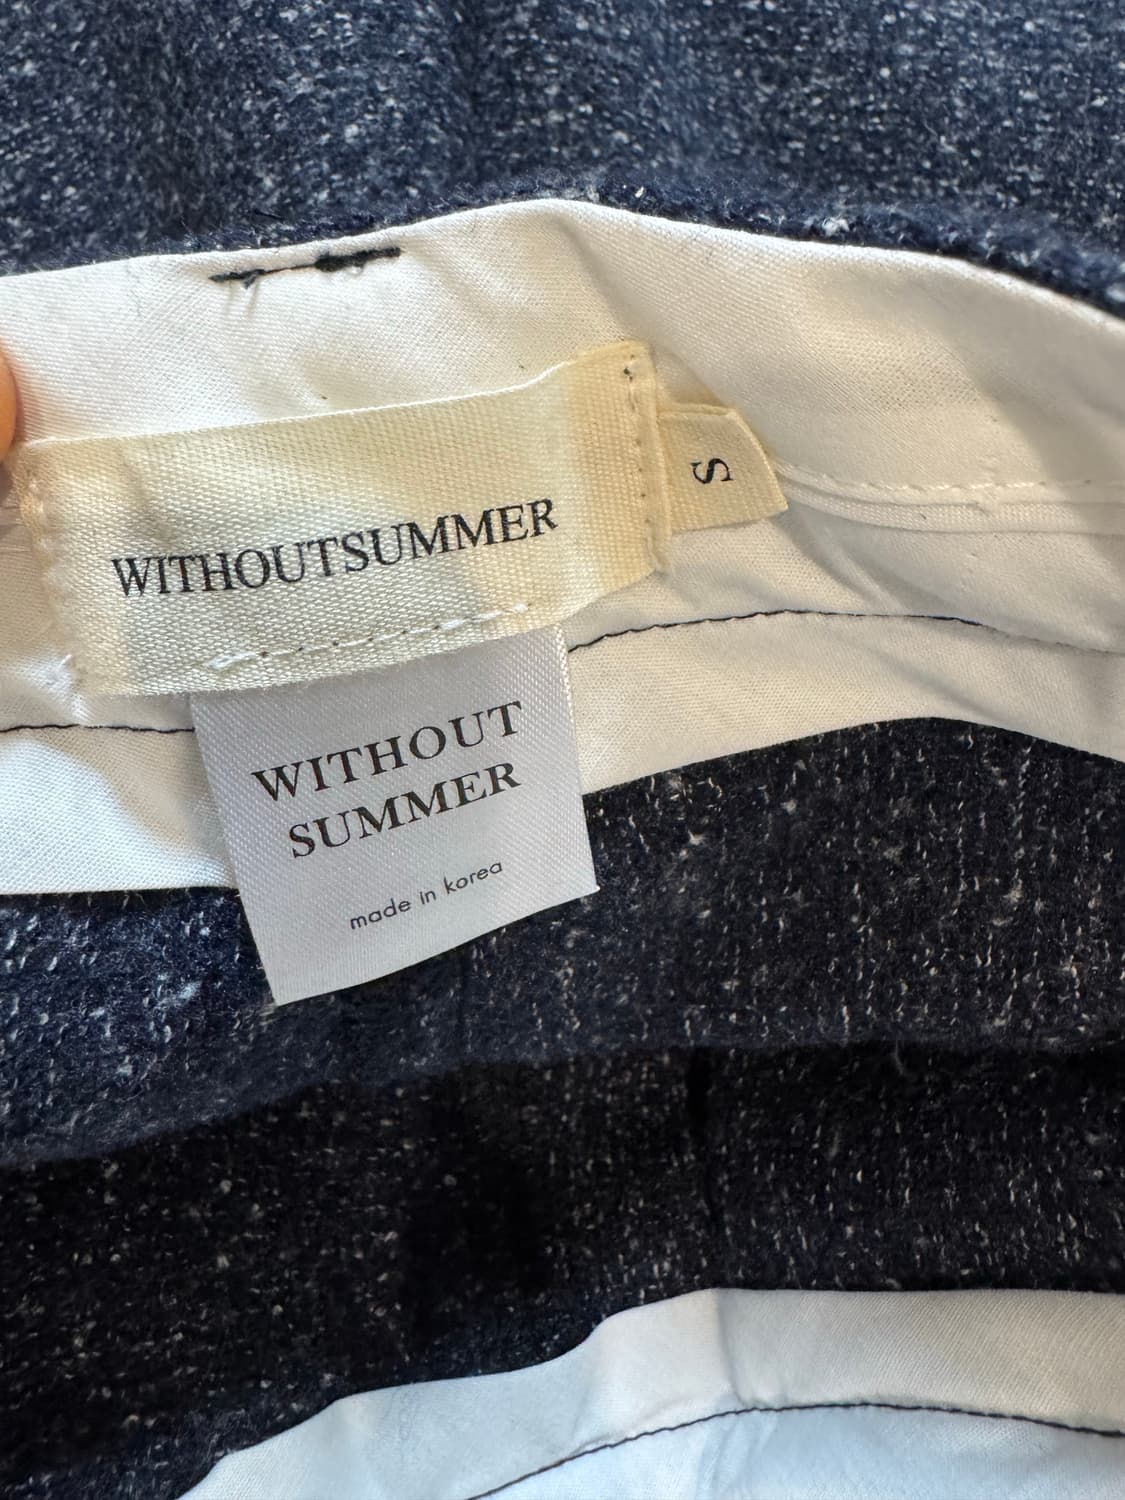 WITHOUTSUMMER
S
WITHOUT
SUMMER
made in korea